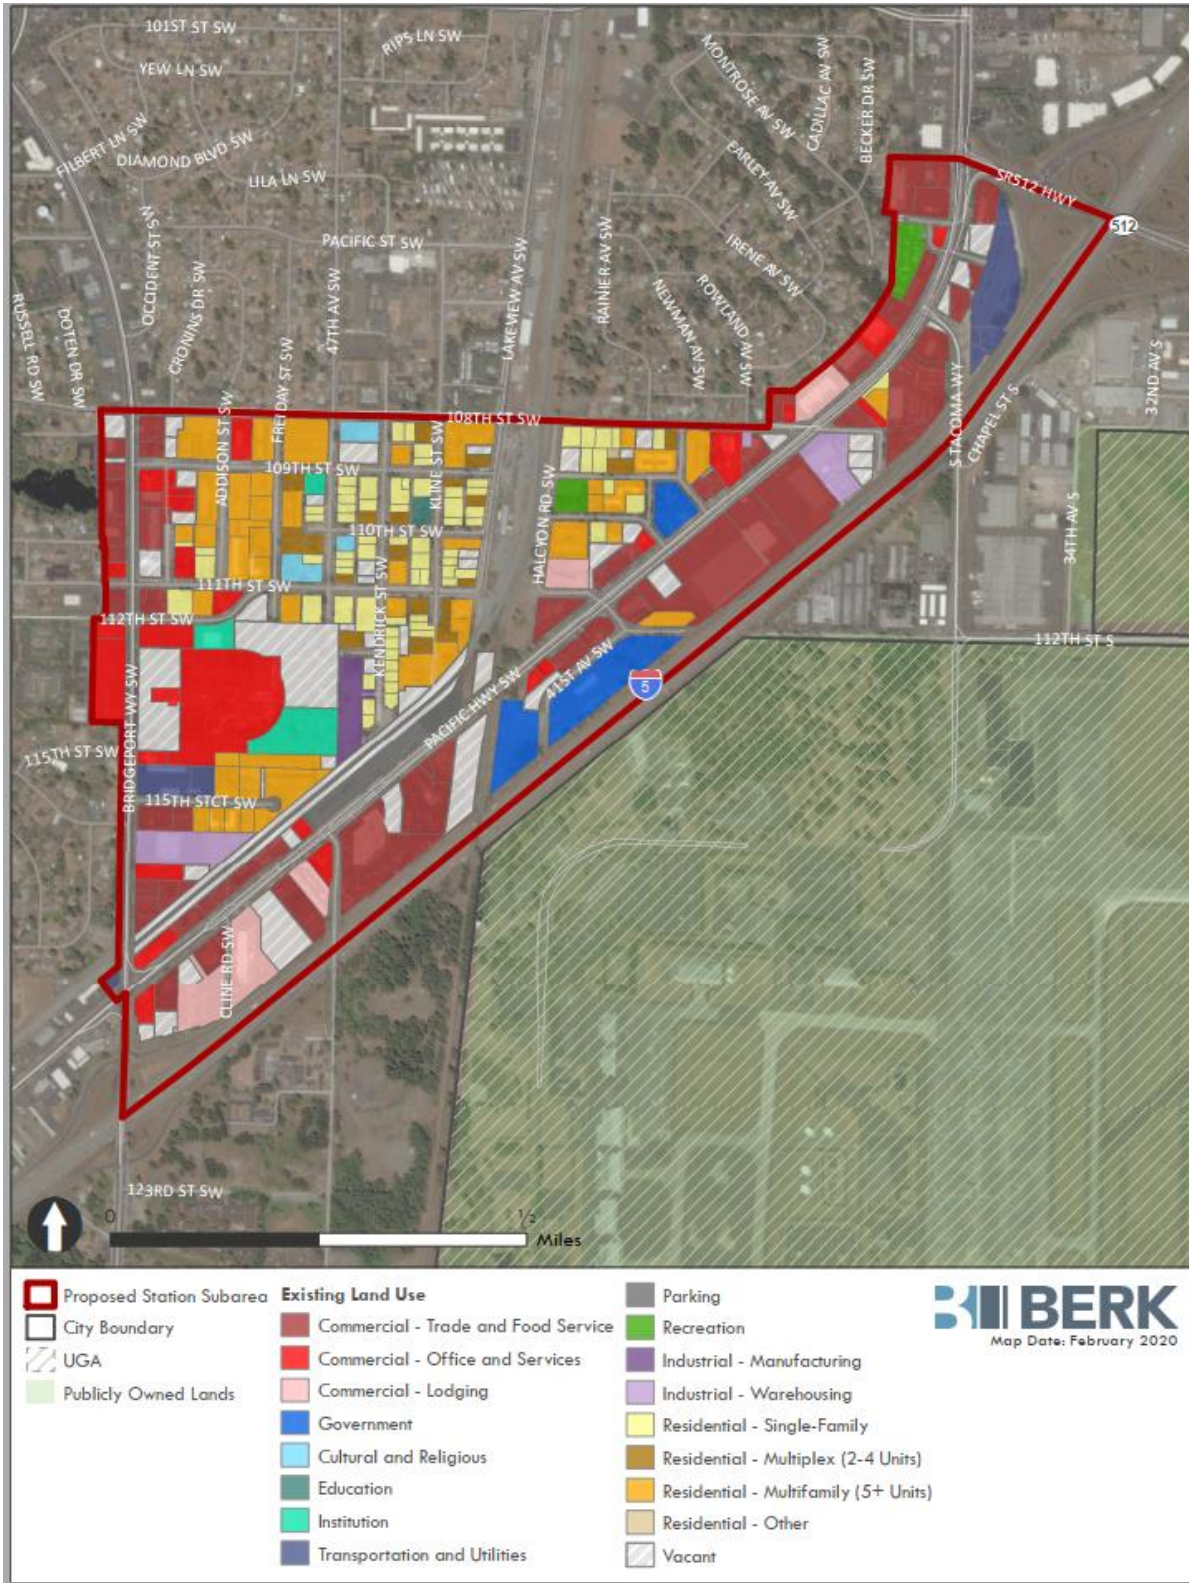 101ST ST SW
RIPS LN SW
YEW LN SW
MONTROSE AV SW
CADILLAC AV SW
BECKER DR SW
FILBERT LN SW
DIAMOND BLVD SW
LILA LN SW
EARLEY AV SW
SR512 HWY
512
OCCIDENT ST SW
PACIFIC ST SW
LAKEVIEW AV SW
RAINIER AV SW
IRENE AV SW
RUSSELL RD SW
DOTEN DR SW
CRONINS DR SW
47TH AV SW
NEWMAN AV SW
ROWLAND AV SW
FREIDAY ST SW
ADDISON ST SW
108TH ST SW
S TACOMA WY
CHAPEL ST S
32ND AV S
109TH ST SW
KLINE ST SW
HALCYON RD SW
110TH ST SW
34TH AV S
111TH ST SW
112TH ST SW
KENDRICK ST SW
112TH ST S
BRIDGEPORT WY SW
PACIFIC HWY SW
41ST AV SW
5
115TH ST SW
115TH STCT SW
CLINE RD SW
123RD ST SW
0
1/2
Miles
Proposed Station Subarea
City Boundary
UGA
Publicly Owned Lands
Existing Land Use
Commercial - Trade and Food Service
Commercial - Office and Services
Commercial - Lodging
Government
Cultural and Religious
Education
Institution
Transportation and Utilities
Parking
Recreation
Industrial - Manufacturing
Industrial - Warehousing
Residential - Single-Family
Residential - Multiplex (2-4 Units)
Residential - Multifamily (5+ Units)
Residential - Other
Vacant
BERK
Map Date: February 2020